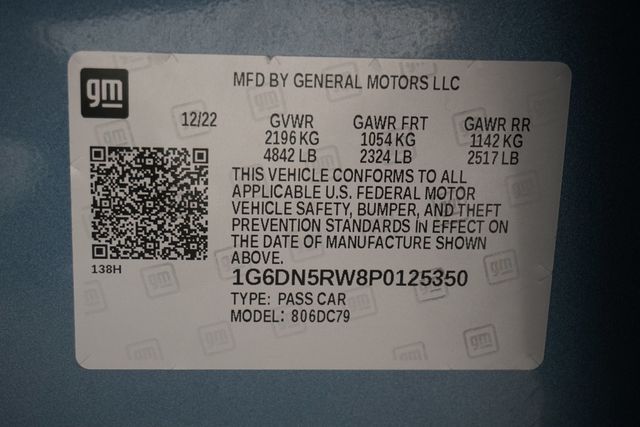 gm
MFD BY GENERAL MOTORS LLC
12/22 GVWR GAWR FRT GAWR RR
2196 KG 1054 KG 1142 KG
4842 LB 2324 LB 2517 LB
THIS VEHICLE CONFORMS TO ALL
APPLICABLE U.S. FEDERAL MOTOR
VEHICLE SAFETY, BUMPER, AND THEFT
PREVENTION STANDARDS IN EFFECT ON
THE DATE OF MANUFACTURE SHOWN
ABOVE.
138H
1G6DN5RW8P0125350
TYPE: PASS CAR
MODEL: 806DC79